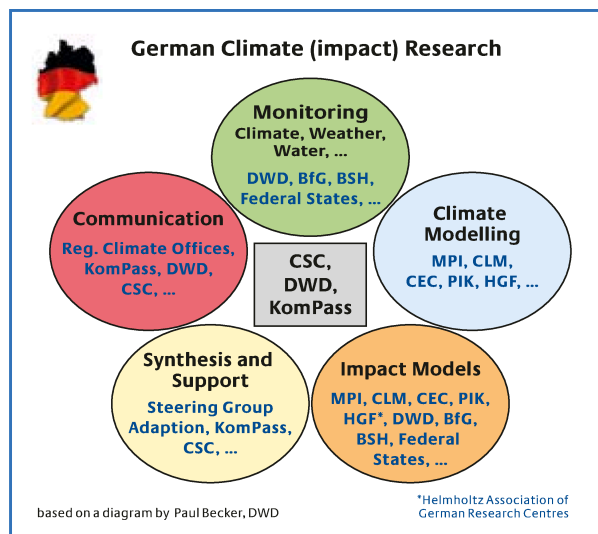 German Climate (impact) Research
Monitoring
Climate, Weather,
Water, ...
DWD, BfG, BSH,
Federal States, ...
Communication
Reg. Climate Offices,
KomPass, DWD,
CSC, ...
Climate
Modelling
MPI, CLM,
CEC, PIK, HGF, ...
CSC,
DWD,
KomPass
Synthesis and
Support
Steering Group
Adaption, KomPass,
CSC, ...
Impact Models
MPI, CLM, CEC, PIK,
HGF*, DWD, BfG,
BSH, Federal
States, ...
based on a diagram by Paul Becker, DWD
*Helmholtz Association of
German Research Centres